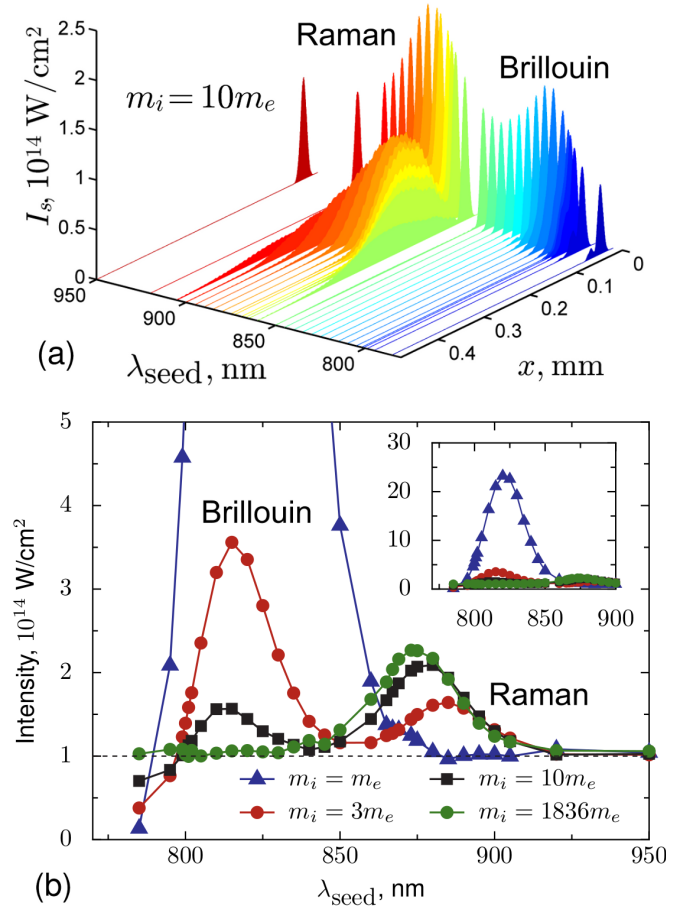 2.5
2
1.5
1
0.5
0
I_s, 10^14 W/cm^2
Raman
Brillouin
m_i = 10m_e
950
900
850
800
λ_seed, nm
0
0.1
0.2
0.3
0.4
x, mm
(a)
5
4
3
2
1
0
Intensity, 10^14 W/cm^2
Brillouin
Raman
30
20
10
0
800
850
900
m_i = m_e
m_i = 10m_e
m_i = 3m_e
m_i = 1836m_e
800
850
900
950
λ_seed, nm
(b)